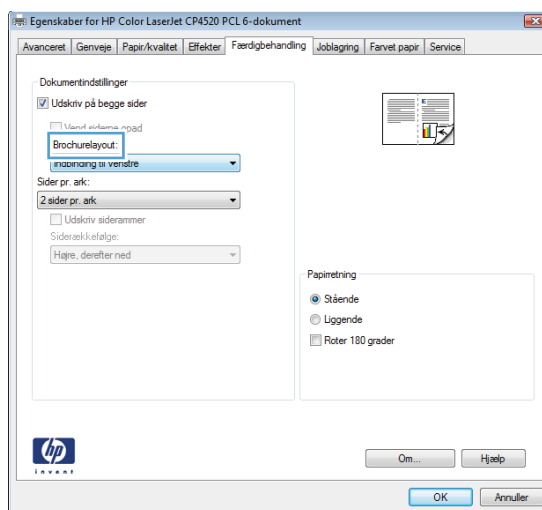 Egenskaber for HP Color LaserJet CP4520 PCL 6-dokument
Avanceret Genveje Papir/kvalitet Effekter Færdigbehandling Joblagring Farvet papir Service
Dokumentindstillinger
Udskriv på begge sider
Vend siderne opad
Brochurelayout:
Indbinding til venstre
Sider pr. ark:
2 sider pr. ark
Udskriv siderammer
Siderækkefølge:
Højre, derefter ned
Papirretning
Stående
Liggende
Roter 180 grader
hp
invent
Om... Hjælp
OK Annuller